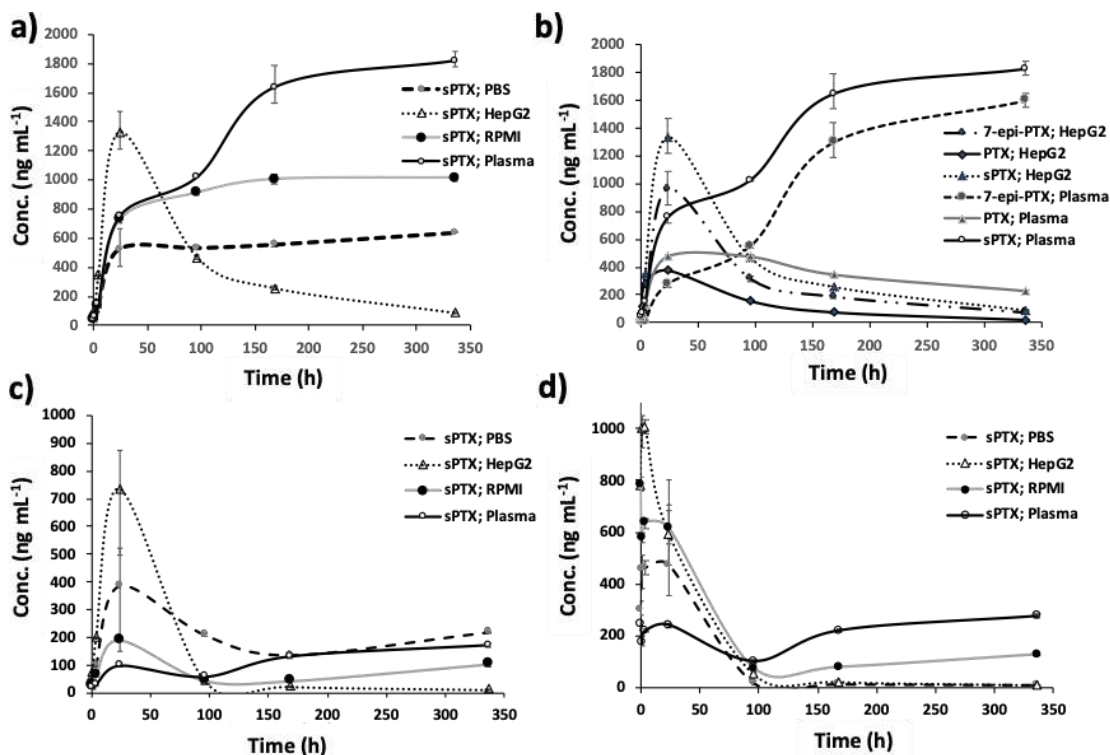 a)
Conc. (ng mL-1)
2000
1800
1600
1400
1200
1000
800
600
400
200
0
0 50 100 150 200 250 300 350
Time (h)
sPTX; PBS
sPTX; HepG2
sPTX; RPMI
sPTX; Plasma
b)
Conc. (ng mL-1)
2000
1800
1600
1400
1200
1000
800
600
400
200
0
0 50 100 150 200 250 300 350
Time (h)
7-epi-PTX; HepG2
PTX; HepG2
sPTX; HepG2
7-epi-PTX; Plasma
PTX; Plasma
sPTX; Plasma
c)
Conc. (ng mL-1)
1000
900
800
700
600
500
400
300
200
100
0
0 50 100 150 200 250 300 350
Time (h)
sPTX; PBS
sPTX; HepG2
sPTX; RPMI
sPTX; Plasma
d)
Conc. (ng mL-1)
1000
800
600
400
200
0
0 50 100 150 200 250 300 350
Time (h)
sPTX; PBS
sPTX; HepG2
sPTX; RPMI
sPTX; Plasma